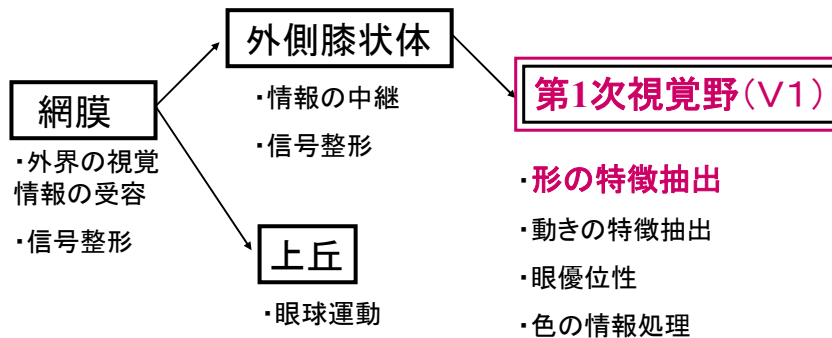 網膜
・外界の視覚
情報の受容
・信号整形
外側膝状体
・情報の中継
・信号整形
上丘
・眼球運動
第1次視覚野(V1)
・形の特徴抽出
・動きの特徴抽出
・眼優位性
・色の情報処理